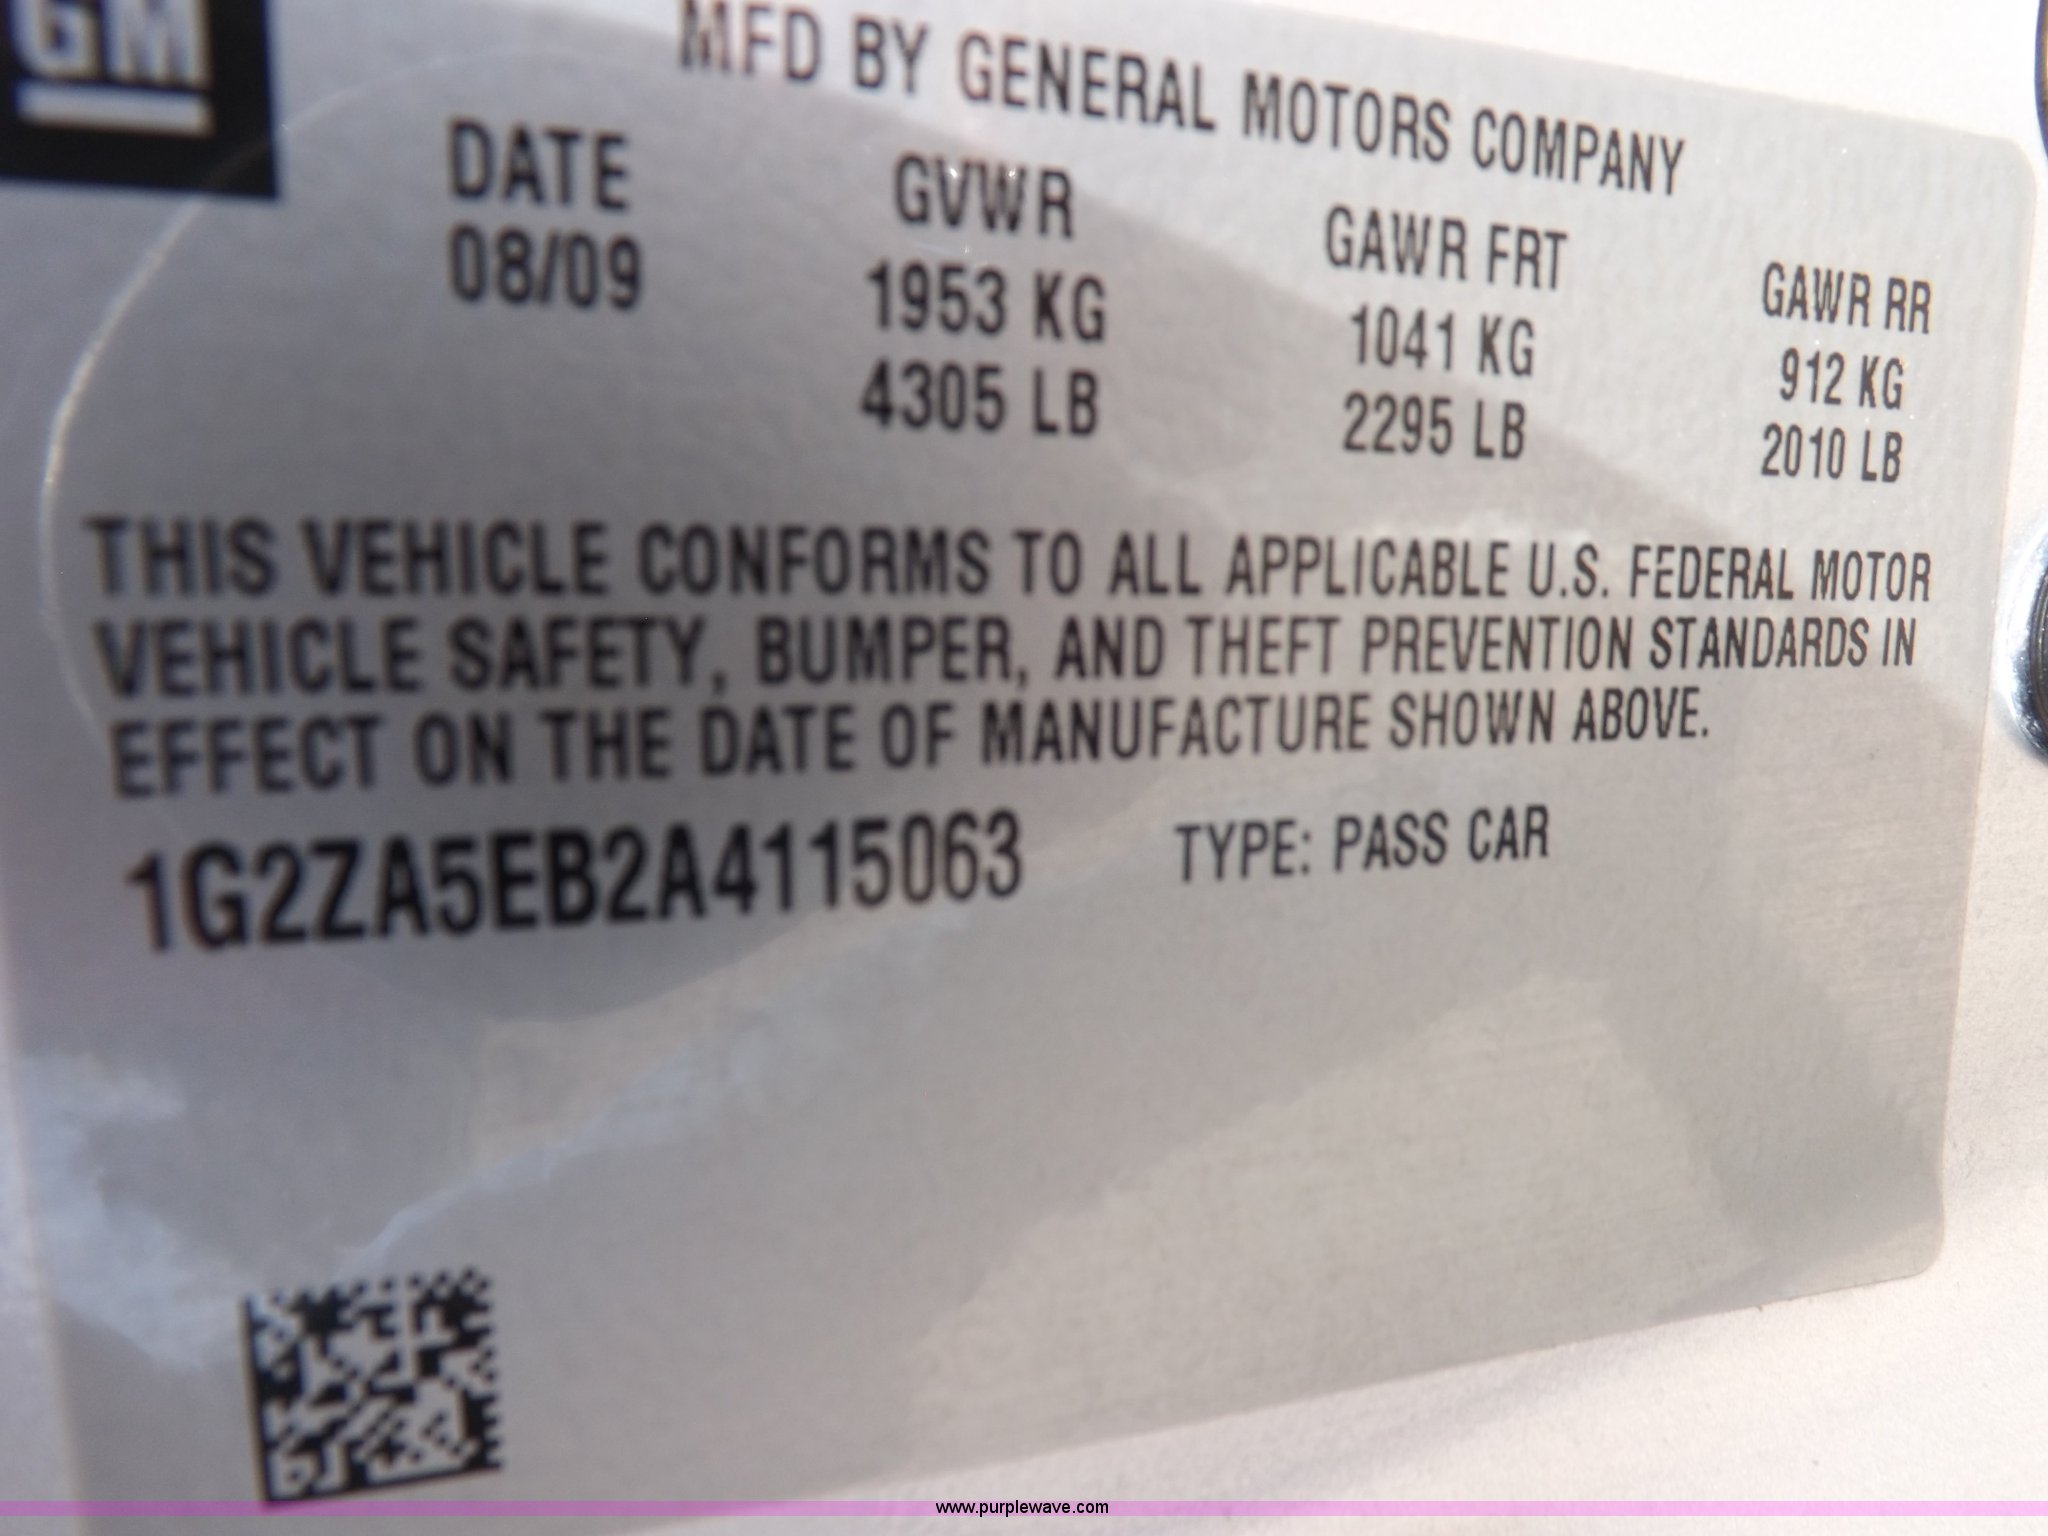 GM
MFD BY GENERAL MOTORS COMPANY
DATE GVWR GAWR FRT GAWR RR
08/09 1953 KG 1041 KG 912 KG
4305 LB 2295 LB 2010 LB
THIS VEHICLE CONFORMS TO ALL APPLICABLE U.S. FEDERAL MOTOR
VEHICLE SAFETY, BUMPER, AND THEFT PREVENTION STANDARDS IN
EFFECT ON THE DATE OF MANUFACTURE SHOWN ABOVE.
1G2ZA5EB2A4115063 TYPE: PASS CAR
www.purplewave.com